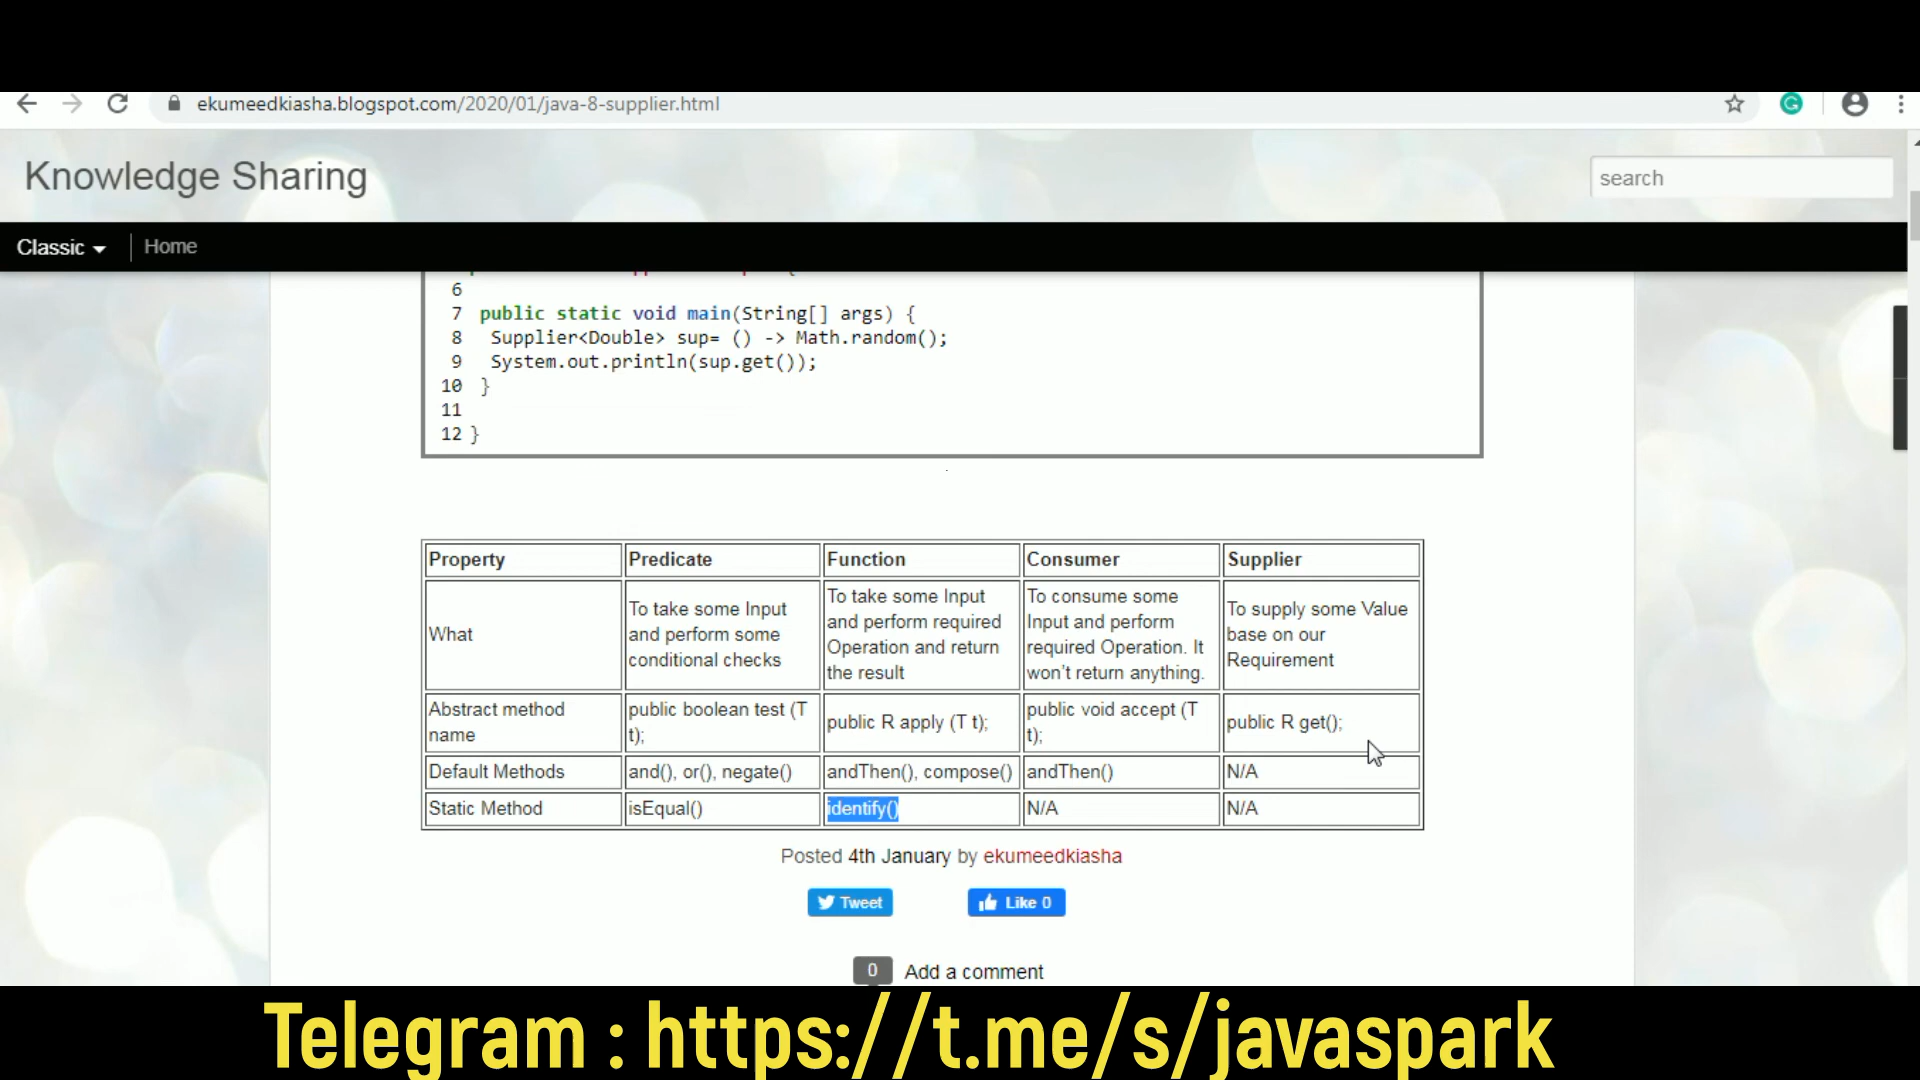 ekumeedkiasha.blogspot.com/2020/01/java-8-supplier.html
Knowledge Sharing
search
Classic
Home
6
7 public static void main(String[] args) {
8 Supplier<Double> sup= () -> Math.random();
9 System.out.println(sup.get());
10 }
11
12 }
Property Predicate Function Consumer Supplier
What
To take some Input
and perform some
conditional checks
To take some Input
and perform required
Operation and return
the result
To consume some
Input and perform
required Operation. It
won't return anything.
To supply some Value
base on our
Requirement
Abstract method
name
public boolean test (T
t);
public R apply (T t);
public void accept (T
t);
public R get();
Default Methods and(), or(), negate() andThen(), compose() andThen() N/A
Static Method isEqual() identify() N/A N/A
Posted 4th January by ekumeedkiasha
Tweet
Like 0
0 Add a comment
Telegram : https://t.me/s/javaspark